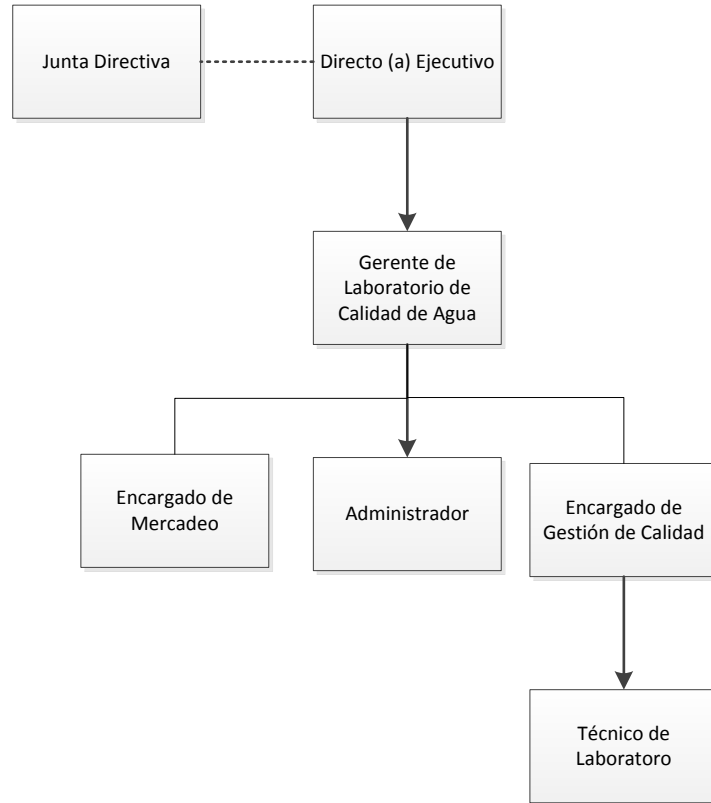 Junta Directiva
Directo (a) Ejecutivo
Gerente de
Laboratorio de
Calidad de Agua
Encargado de
Mercadeo
Administrador
Encargado de
Gestión de Calidad
Técnico de
Laboratoro